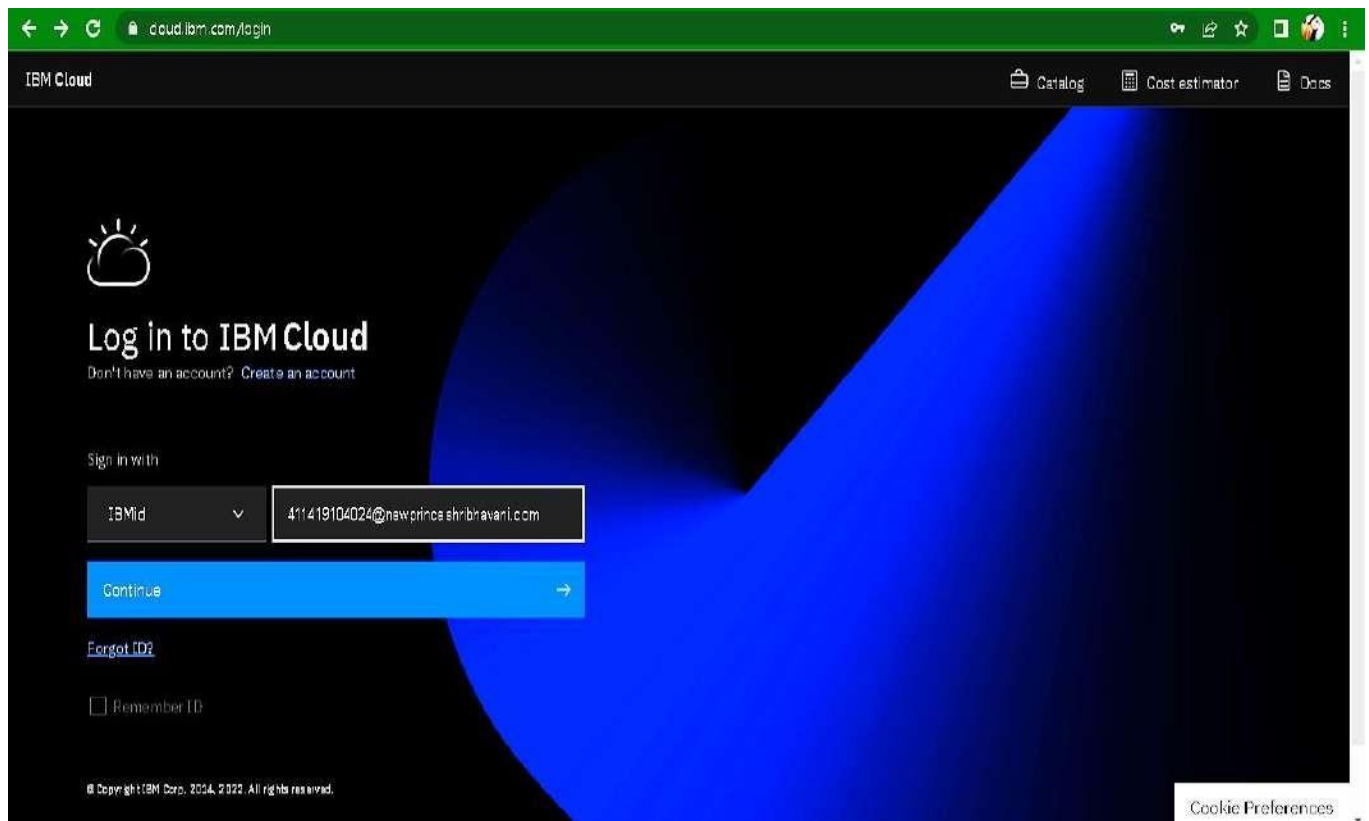 cloud.ibm.com/login
IBM Cloud
Catalog
Cost estimator
Docs
Log in to IBM Cloud
Don't have an account? Create an account
Sign in with
IBMid
411419104024@newprinceshribhavani.com
Continue
Forgot ID?
Remember ID
© Copyright IBM Corp. 2014, 2022. All rights reserved.
Cookie Preferences